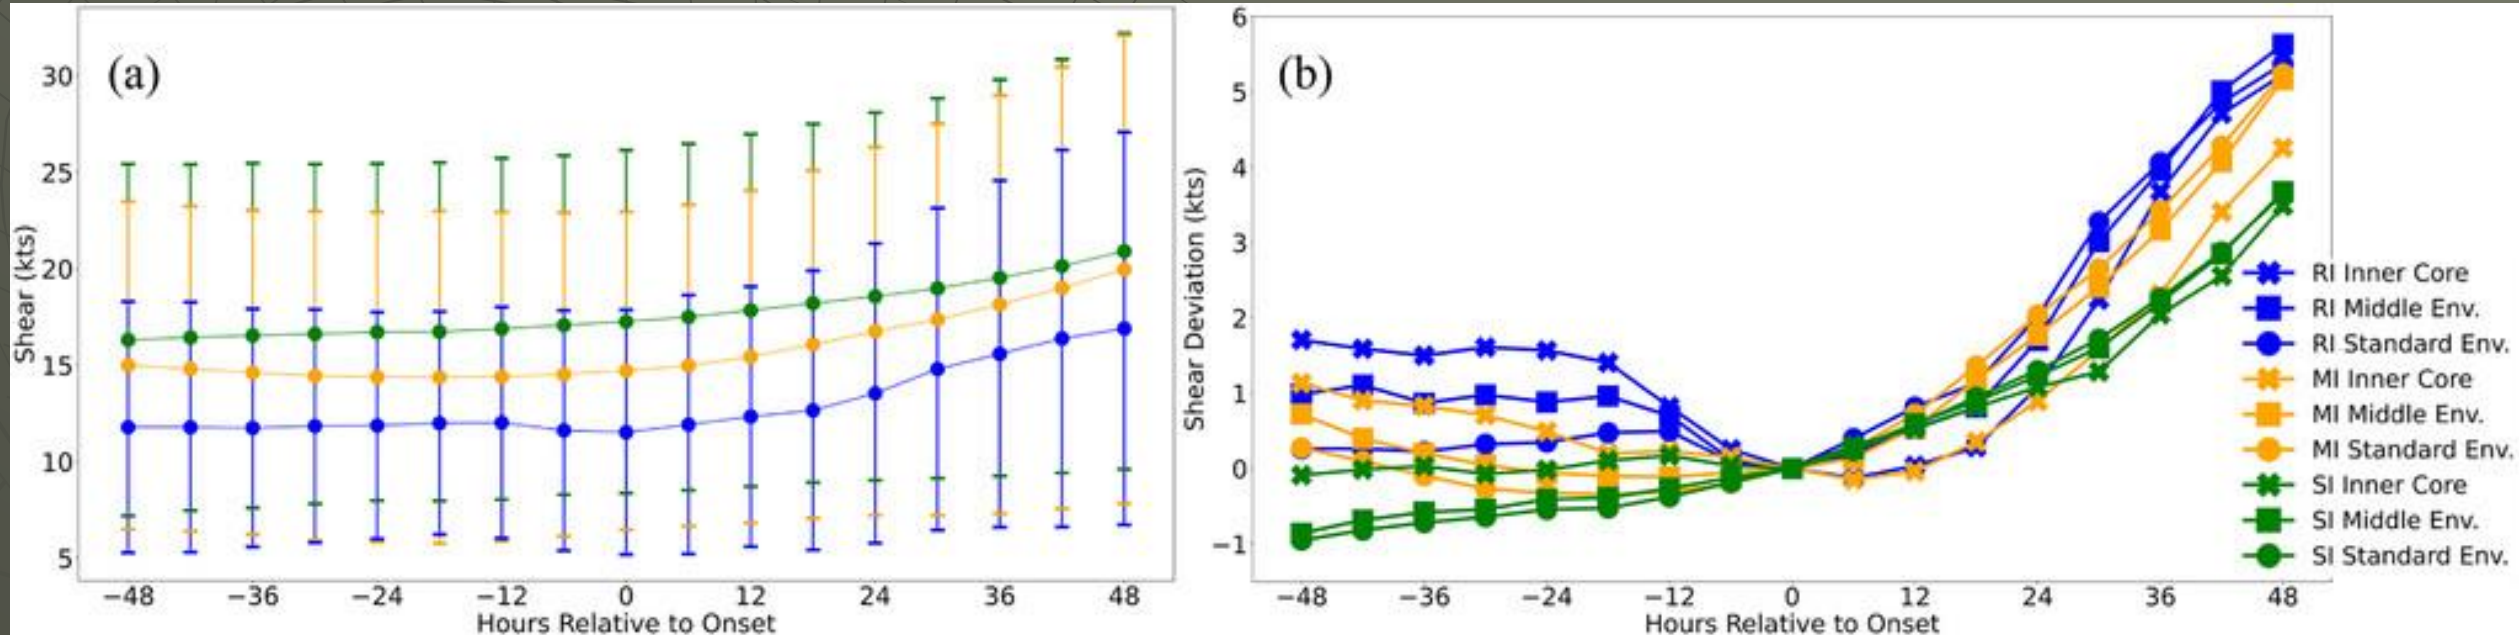 (a)
Shear (kts)
30
25
20
15
10
5
−48 −36 −24 −12 0 12 24 36 48
Hours Relative to Onset
(b)
Shear Deviation (kts)
6
5
4
3
2
1
0
−1
−48 −36 −24 −12 0 12 24 36 48
Hours Relative to Onset
RI Inner Core
RI Middle Env.
RI Standard Env.
MI Inner Core
MI Middle Env.
MI Standard Env.
SI Inner Core
SI Middle Env.
SI Standard Env.